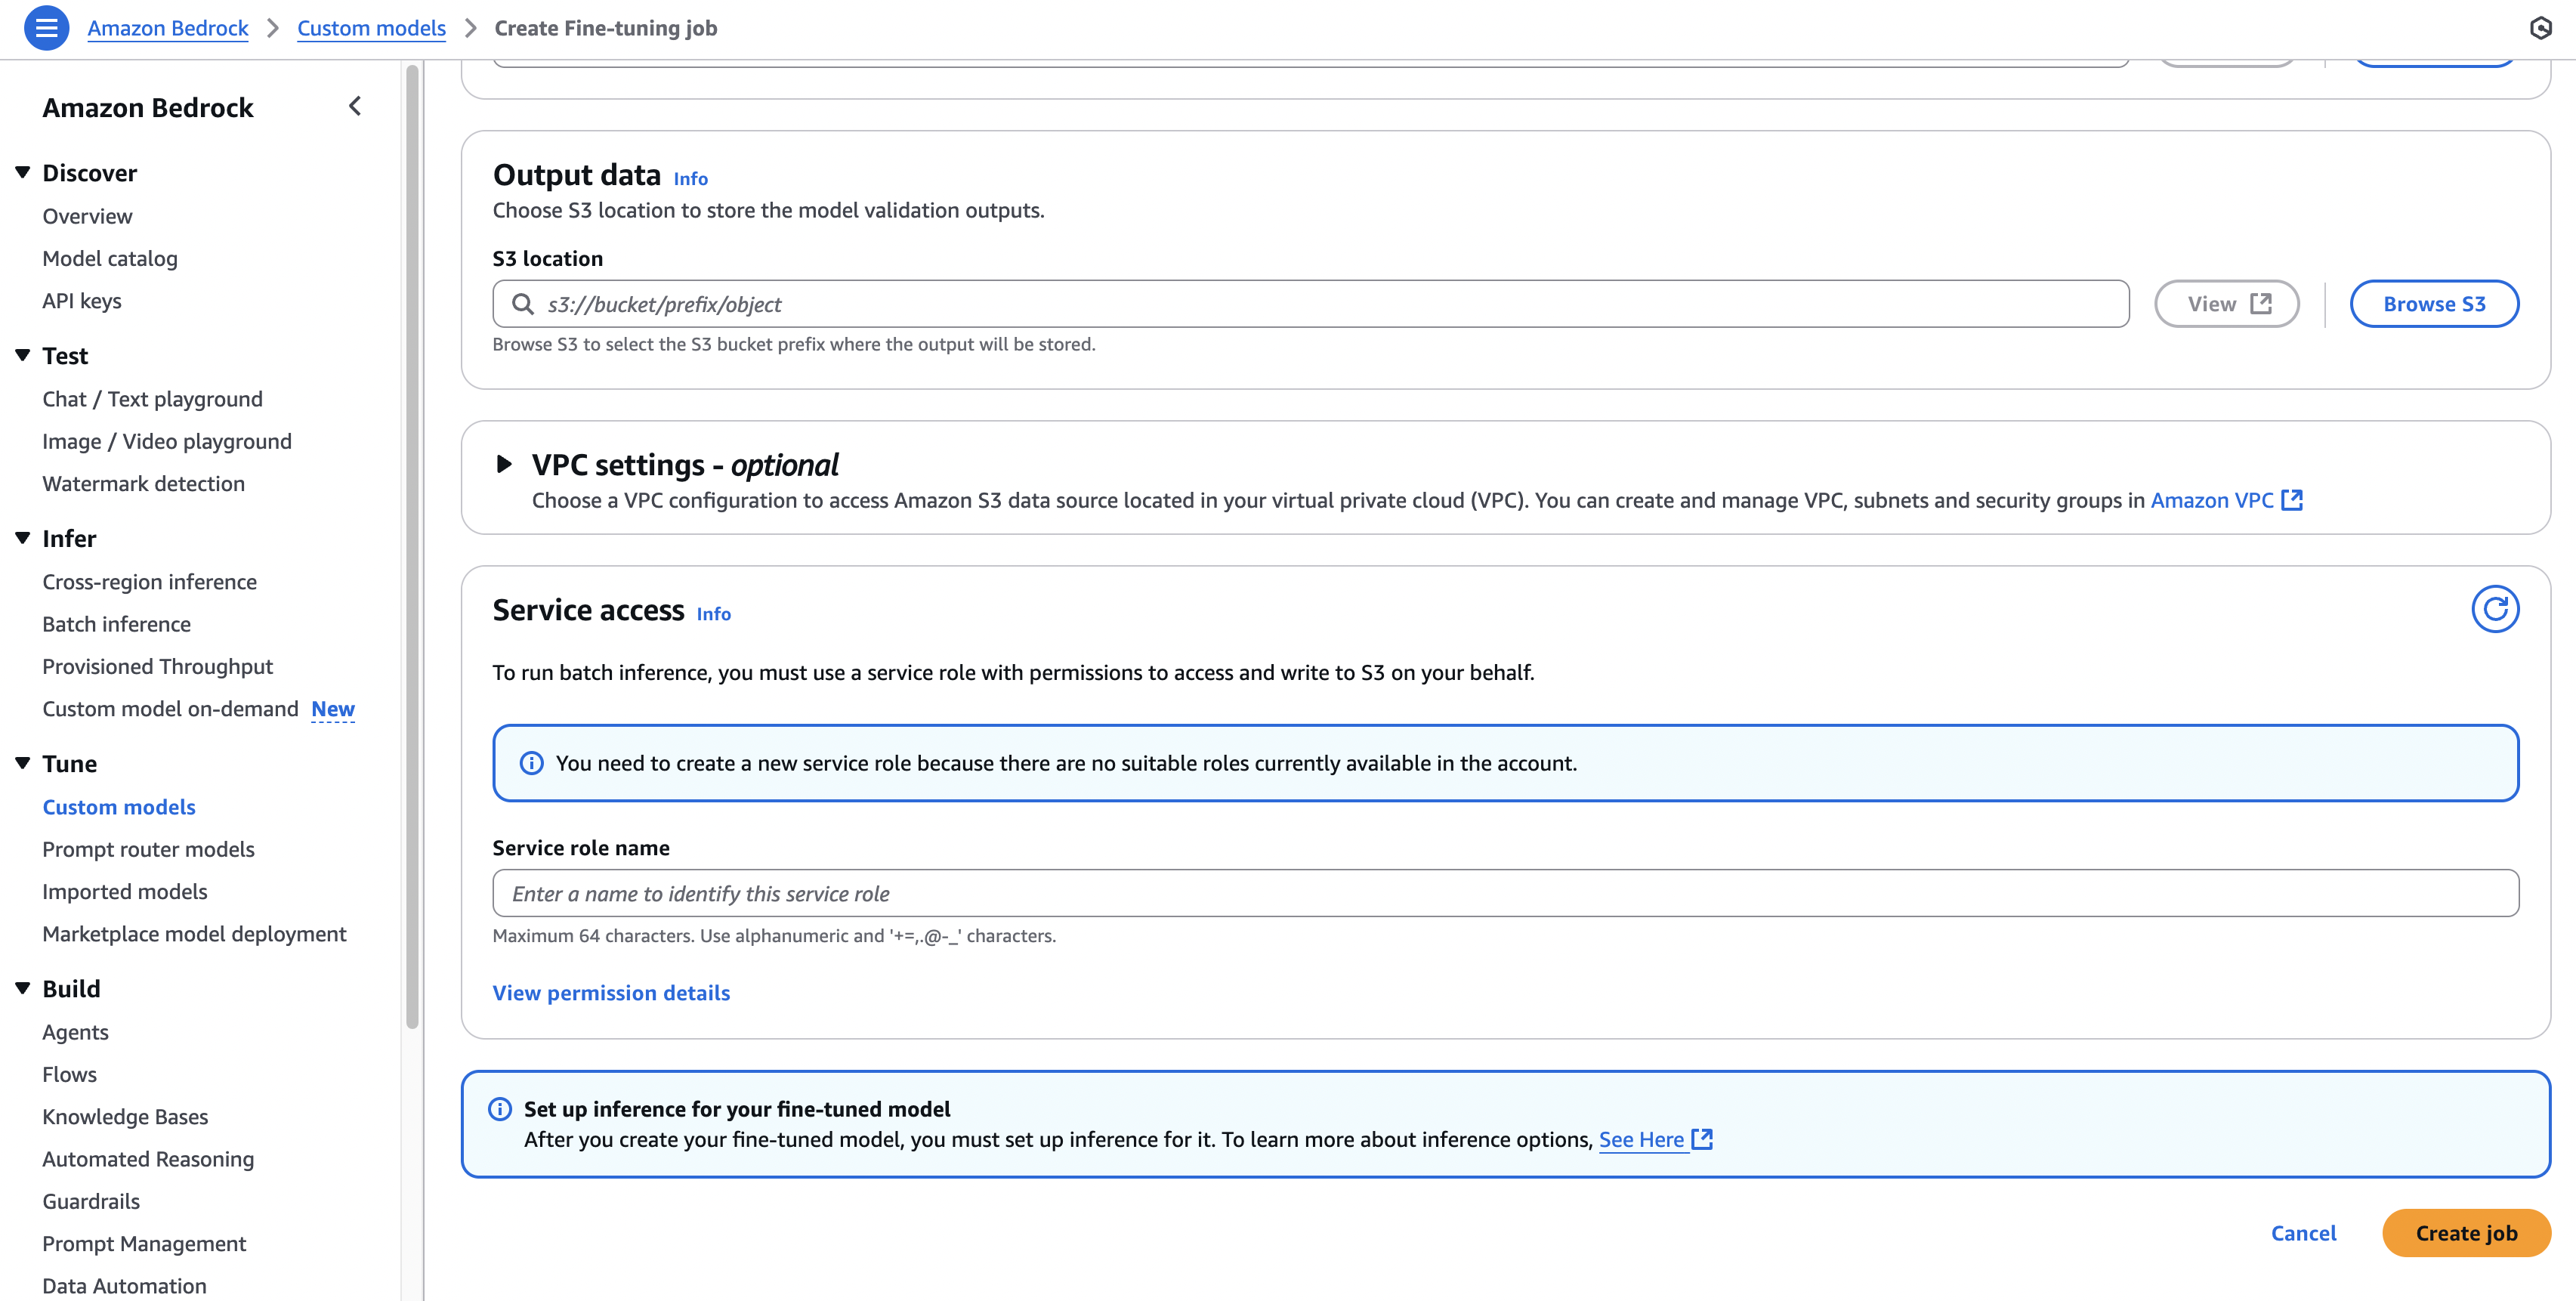 Amazon Bedrock > Custom models > Create Fine-tuning job
Amazon Bedrock
Discover
Overview
Model catalog
API keys
Test
Chat / Text playground
Image / Video playground
Watermark detection
Infer
Cross-region inference
Batch inference
Provisioned Throughput
Custom model on-demand New
Tune
Custom models
Prompt router models
Imported models
Marketplace model deployment
Build
Agents
Flows
Knowledge Bases
Automated Reasoning
Guardrails
Prompt Management
Data Automation
Output data Info
Choose S3 location to store the model validation outputs.
S3 location
s3://bucket/prefix/object
View
Browse S3
Browse S3 to select the S3 bucket prefix where the output will be stored.
VPC settings - optional
Choose a VPC configuration to access Amazon S3 data source located in your virtual private cloud (VPC). You can create and manage VPC, subnets and security groups in Amazon VPC
Service access Info
To run batch inference, you must use a service role with permissions to access and write to S3 on your behalf.
You need to create a new service role because there are no suitable roles currently available in the account.
Service role name
Enter a name to identify this service role
Maximum 64 characters. Use alphanumeric and '+=,.@-_' characters.
View permission details
Set up inference for your fine-tuned model
After you create your fine-tuned model, you must set up inference for it. To learn more about inference options, See Here
Cancel
Create job